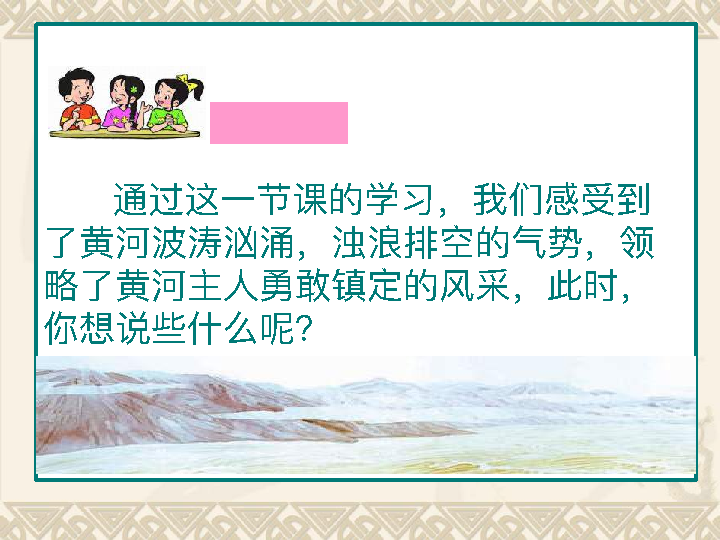 通过这一节课的学习，我们感受到
了黄河波涛汹涌，浊浪排空的气势，领
略了黄河主人勇敢镇定的风采，此时，
你想说些什么呢？